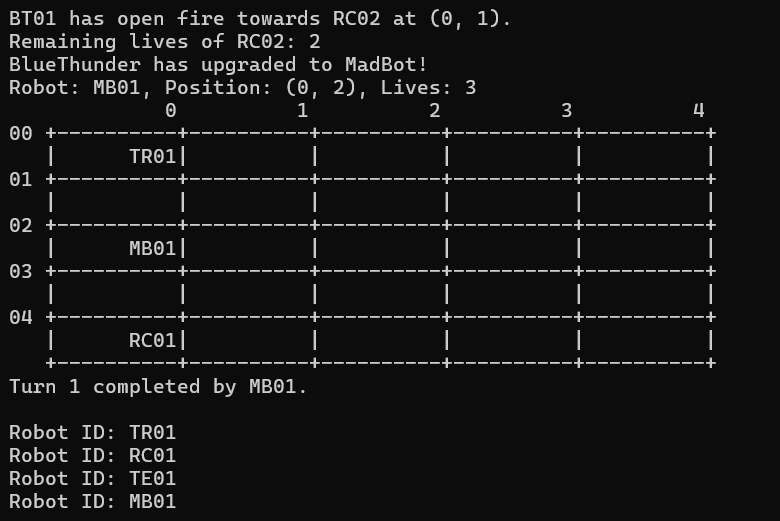 BT01 has open fire towards RC02 at (0, 1).
Remaining lives of RC02: 2
BlueThunder has upgraded to MadBot!
Robot: MB01, Position: (0, 2), Lives: 3
             0          1          2          3          4
00 +----------+----------+----------+----------+----------+
   |      TR01|          |          |          |          |
01 +----------+----------+----------+----------+----------+
   |          |          |          |          |          |
02 +----------+----------+----------+----------+----------+
   |      MB01|          |          |          |          |
03 +----------+----------+----------+----------+----------+
   |          |          |          |          |          |
04 +----------+----------+----------+----------+----------+
   |      RC01|          |          |          |          |
   +----------+----------+----------+----------+----------+
Turn 1 completed by MB01.

Robot ID: TR01
Robot ID: RC01
Robot ID: TE01
Robot ID: MB01